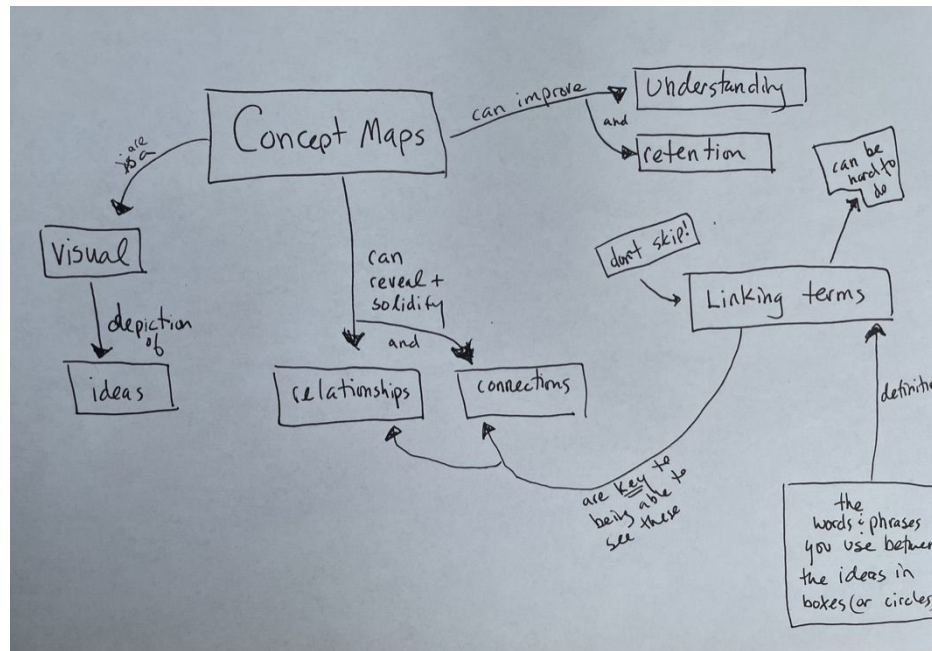 Concept Maps
are
is a
visual
depiction
of
ideas
can improve
Understanding
and
retention
can
reveal +
solidify
and
relationships
connections
can be
hard to
do
don't skip!
Linking terms
are key to
being able to
see these
definitio
the
words & phrases
you use between
the ideas in
boxes (or circles)